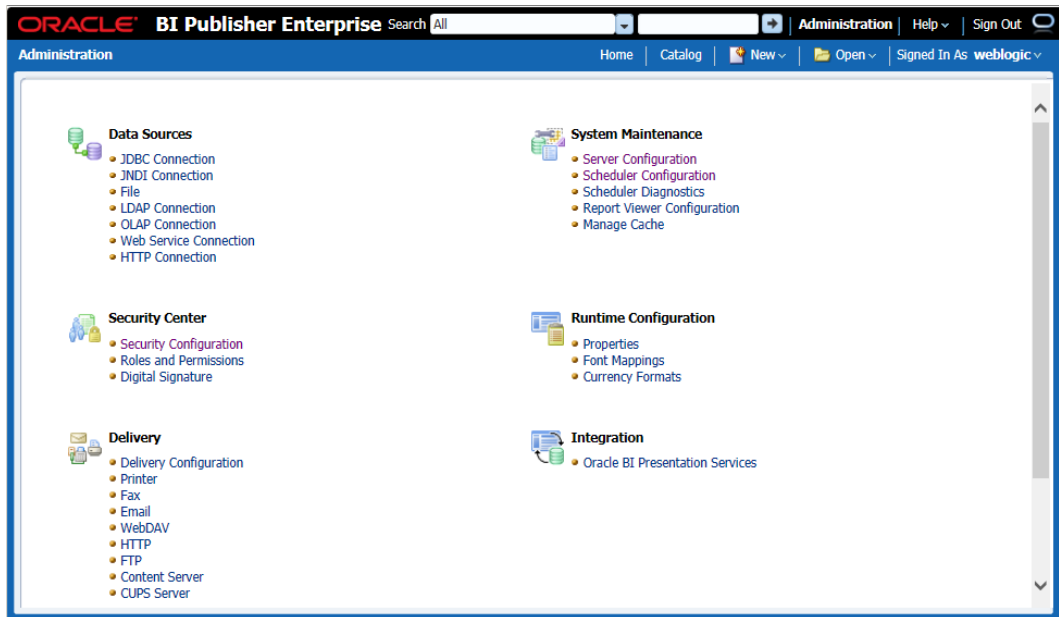 ORACLE BI Publisher Enterprise Search All Administration Help Sign Out
Administration Home Catalog New Open Signed In As weblogic
Data Sources
JDBC Connection
JNDI Connection
File
LDAP Connection
OLAP Connection
Web Service Connection
HTTP Connection
System Maintenance
Server Configuration
Scheduler Configuration
Scheduler Diagnostics
Report Viewer Configuration
Manage Cache
Security Center
Security Configuration
Roles and Permissions
Digital Signature
Runtime Configuration
Properties
Font Mappings
Currency Formats
Delivery
Delivery Configuration
Printer
Fax
Email
WebDAV
HTTP
FTP
Content Server
CUPS Server
Integration
Oracle BI Presentation Services